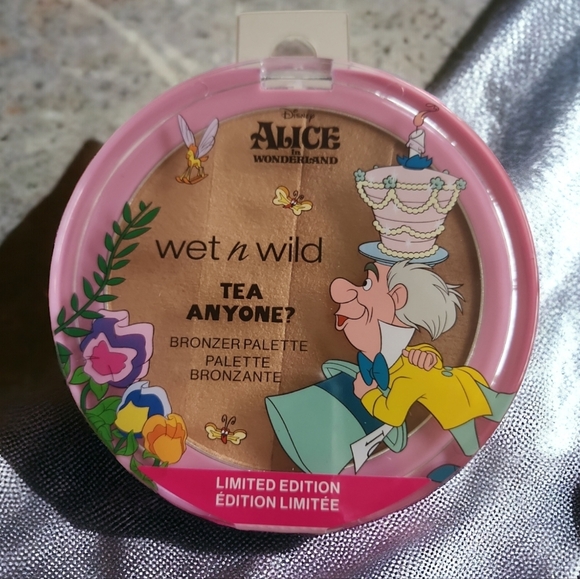 Disney
ALICE
in
WONDERLAND
wet n wild
TEA
ANYONE?
BRONZER PALETTE
PALETTE
BRONZANTE
LIMITED EDITION
ÉDITION LIMITÉE